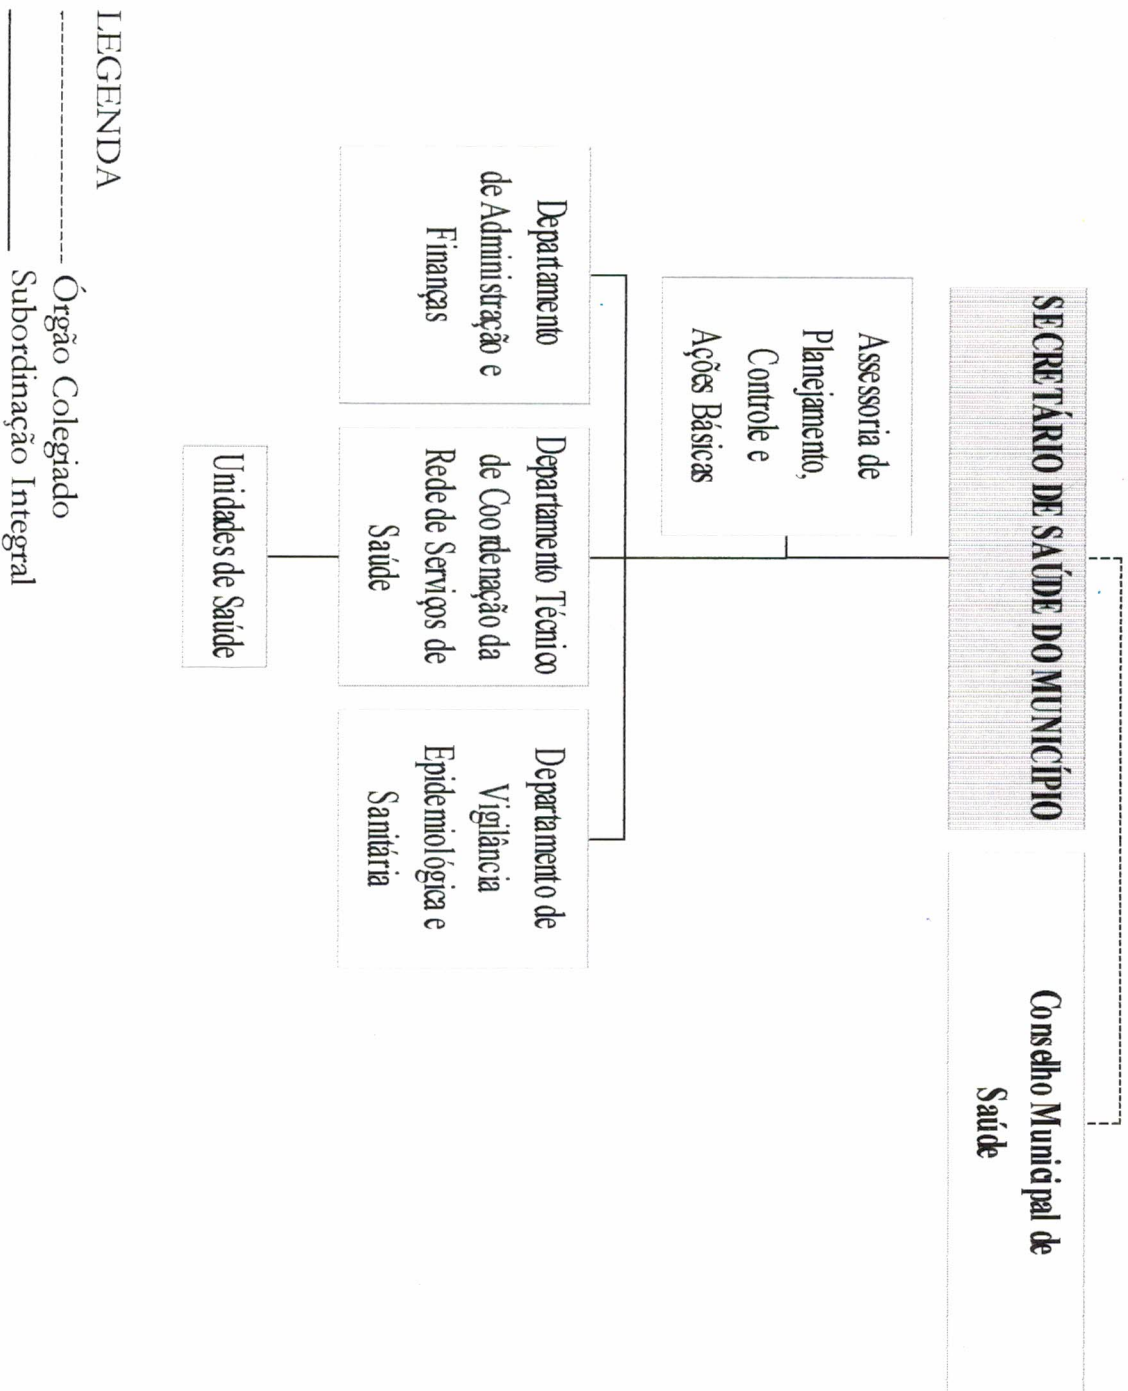 SECRETÁRIO DE SAÚDE DO MUNICÍPIO
Conselho Municipal de
Saúde
Assessoria de
Planejamento,
Controle e
Ações Básicas
Departamento
de Administração e
Finanças
Departamento Técnico
de Coordenação da
Rede de Serviços de
Saúde
Departamento de
Vigilância
Epidemiológica e
Sanitária
Unidades de Saúde
LEGENDA
Órgão Colegiado
Subordinação Integral